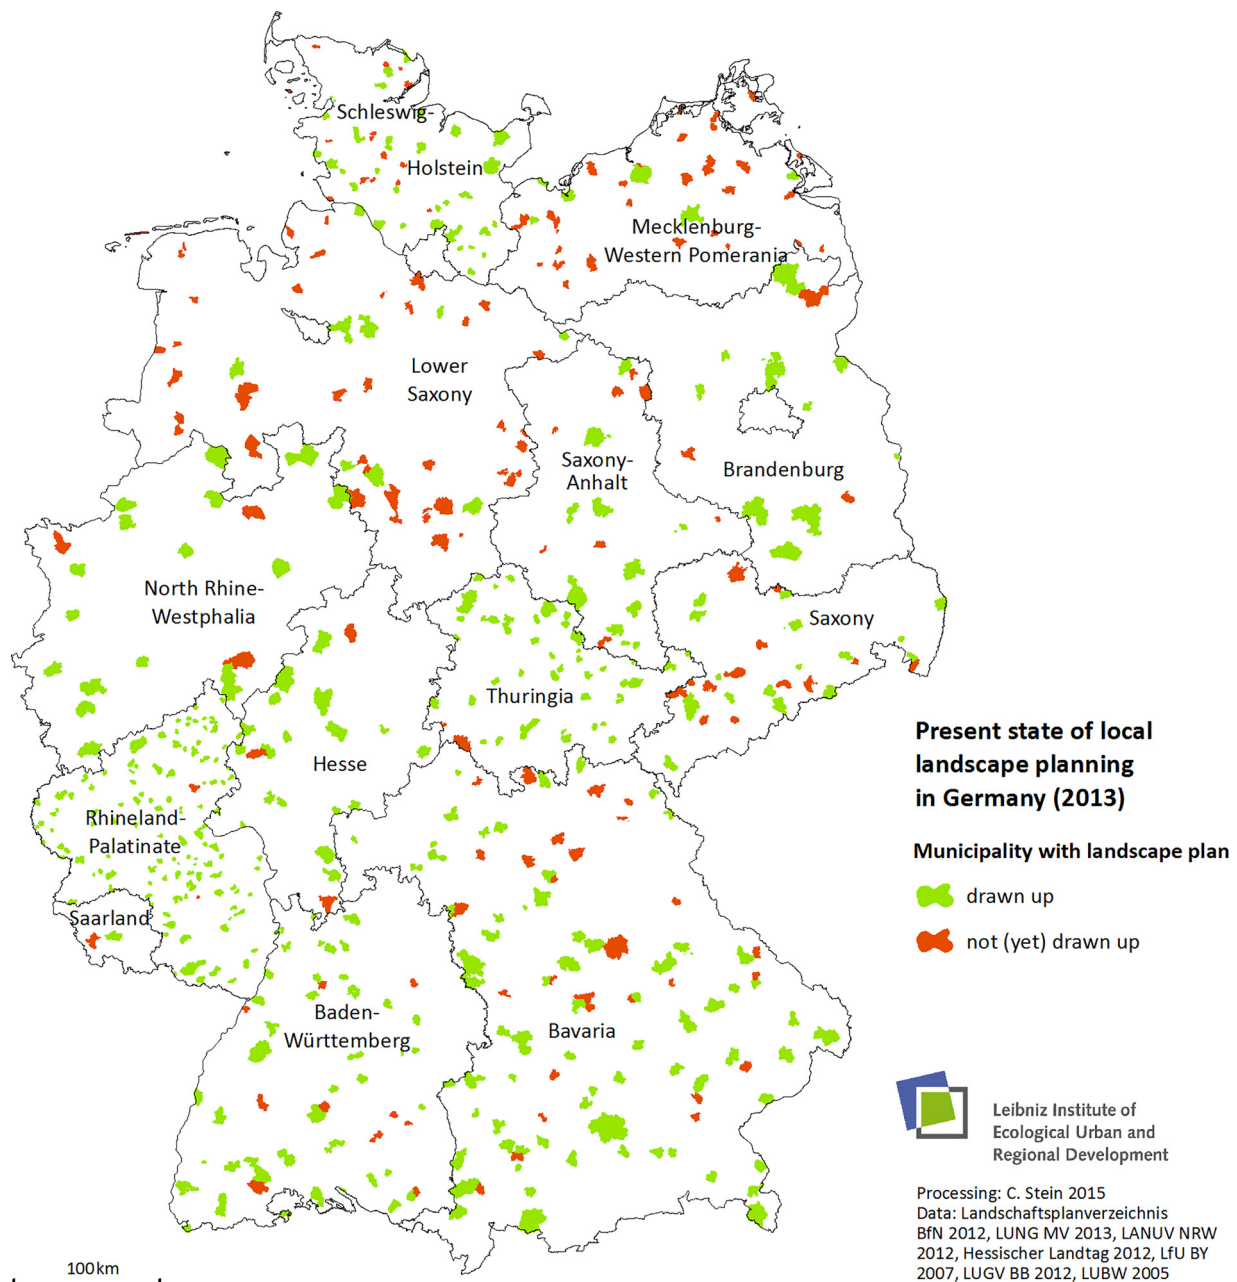 Schleswig-
Holstein
Mecklenburg-
Western Pomerania
Lower
Saxony
Saxony-
Anhalt
Brandenburg
North Rhine-
Westphalia
Saxony
Thuringia
Hesse
Rhineland-
Palatinate
Saarland
Baden-
Württemberg
Bavaria
Present state of local
landscape planning
in Germany (2013)
Municipality with landscape plan
drawn up
not (yet) drawn up
Leibniz Institute of
Ecological Urban and
Regional Development
Processing: C. Stein 2015
Data: Landschaftsplanverzeichnis
BfN 2012, LUNG MV 2013, LANUV NRW
2012, Hessischer Landtag 2012, LfU BY
2007, LUGV BB 2012, LUBW 2005
100km